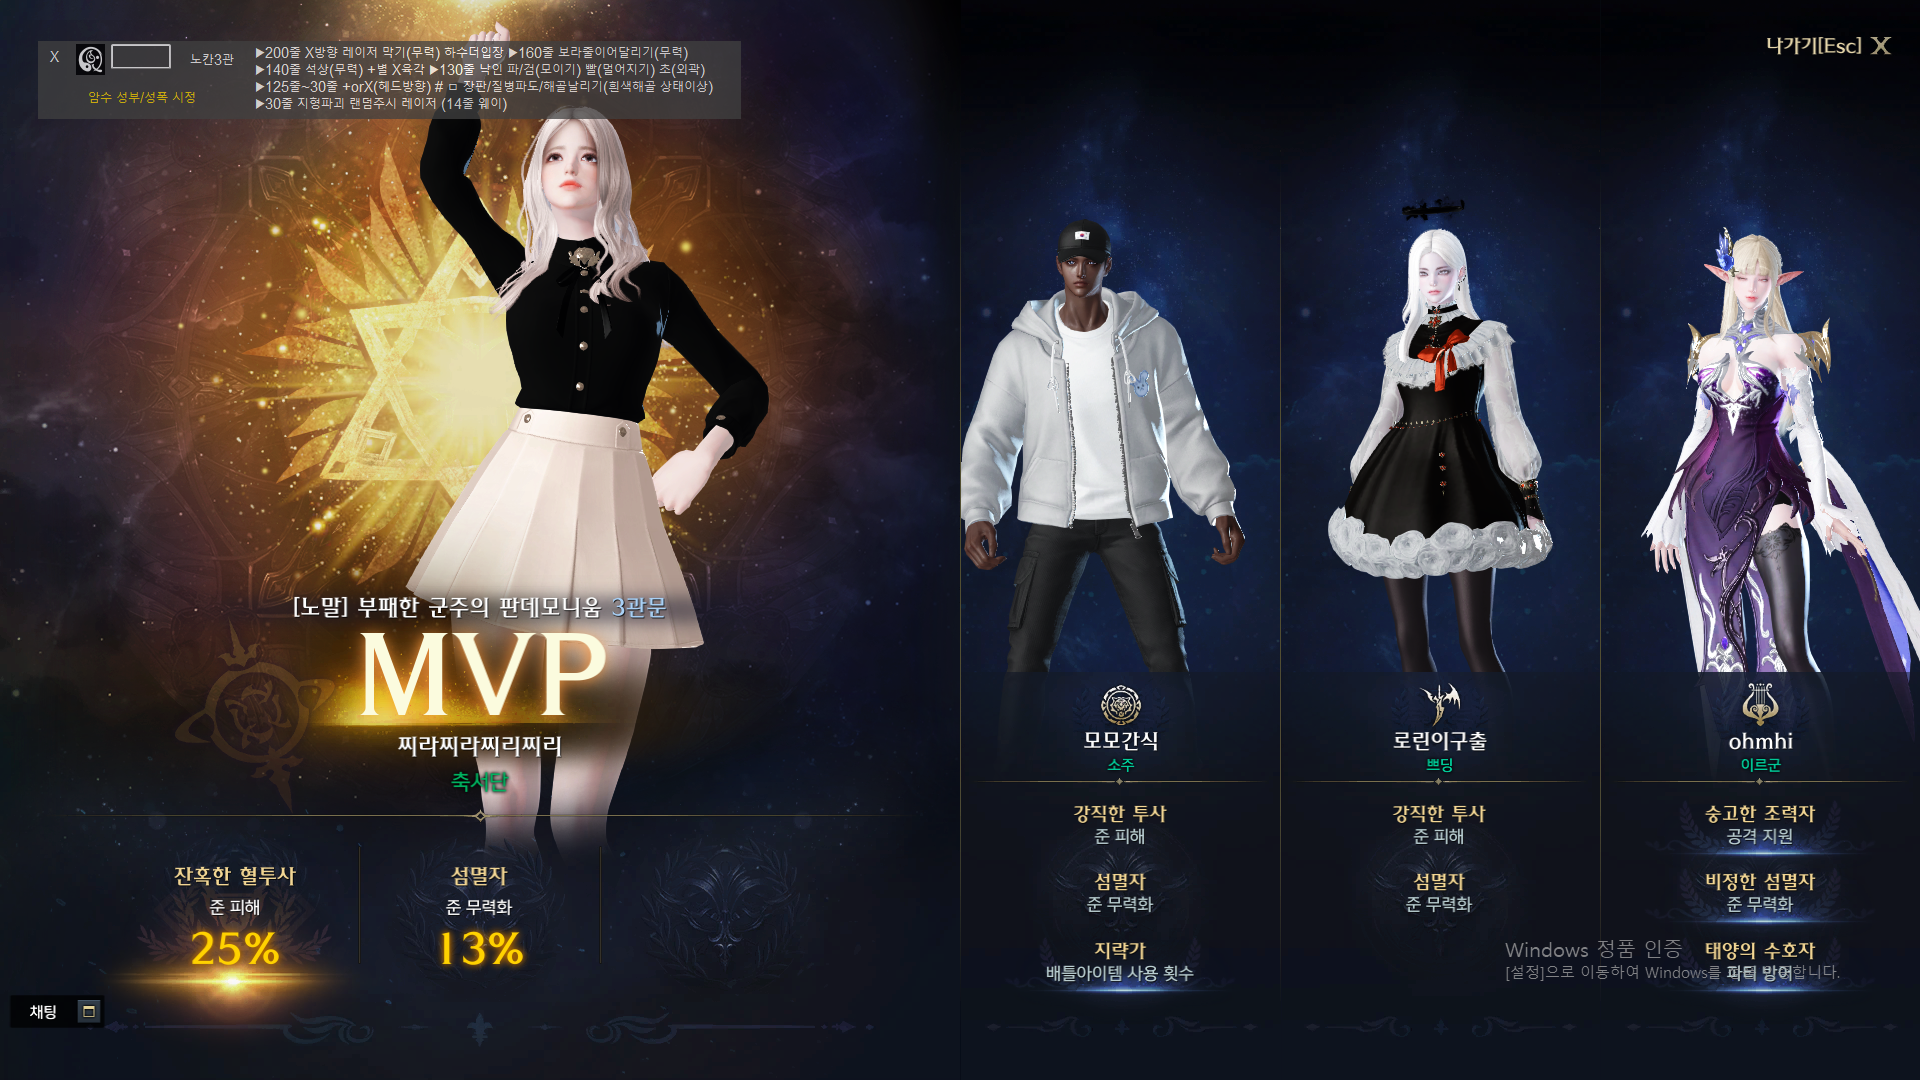 X
노칸3관
암수 성부/성폭 시정
▶200줄 X방향 레이저 막기(무력) 하수더입장 ▶160줄 보라줄이어달리기(무력)
▶140줄 석상(무력) +별 X육각 ▶130줄 낙인 파/검(모이기) 빨(멀어지기) 초(외곽)
▶125줄~30줄 +orX(헤드방향) # ㅁ 장판/질병파도/해골날리기(흰색해골 상태이상)
▶30줄 지형파괴 랜덤주시 레이저 (14줄 웨이)
나가기[Esc] X
[노말] 부패한 군주의 판데모니움 3관문
MVP
찌라찌라찌리찌리
축서단
잔혹한 혈투사
준 피해
25%
섬멸자
준 무력화
13%
모모간식
소주
강직한 투사
준 피해
섬멸자
준 무력화
지략가
배틀아이템 사용 횟수
로린이구출
쁘딩
강직한 투사
준 피해
섬멸자
준 무력화
ohmhi
이르군
숭고한 조력자
공격 지원
비정한 섬멸자
준 무력화
태양의 수호자
파티 방어
Windows 정품 인증
[설정]으로 이동하여 Windows를 합니다.
채팅